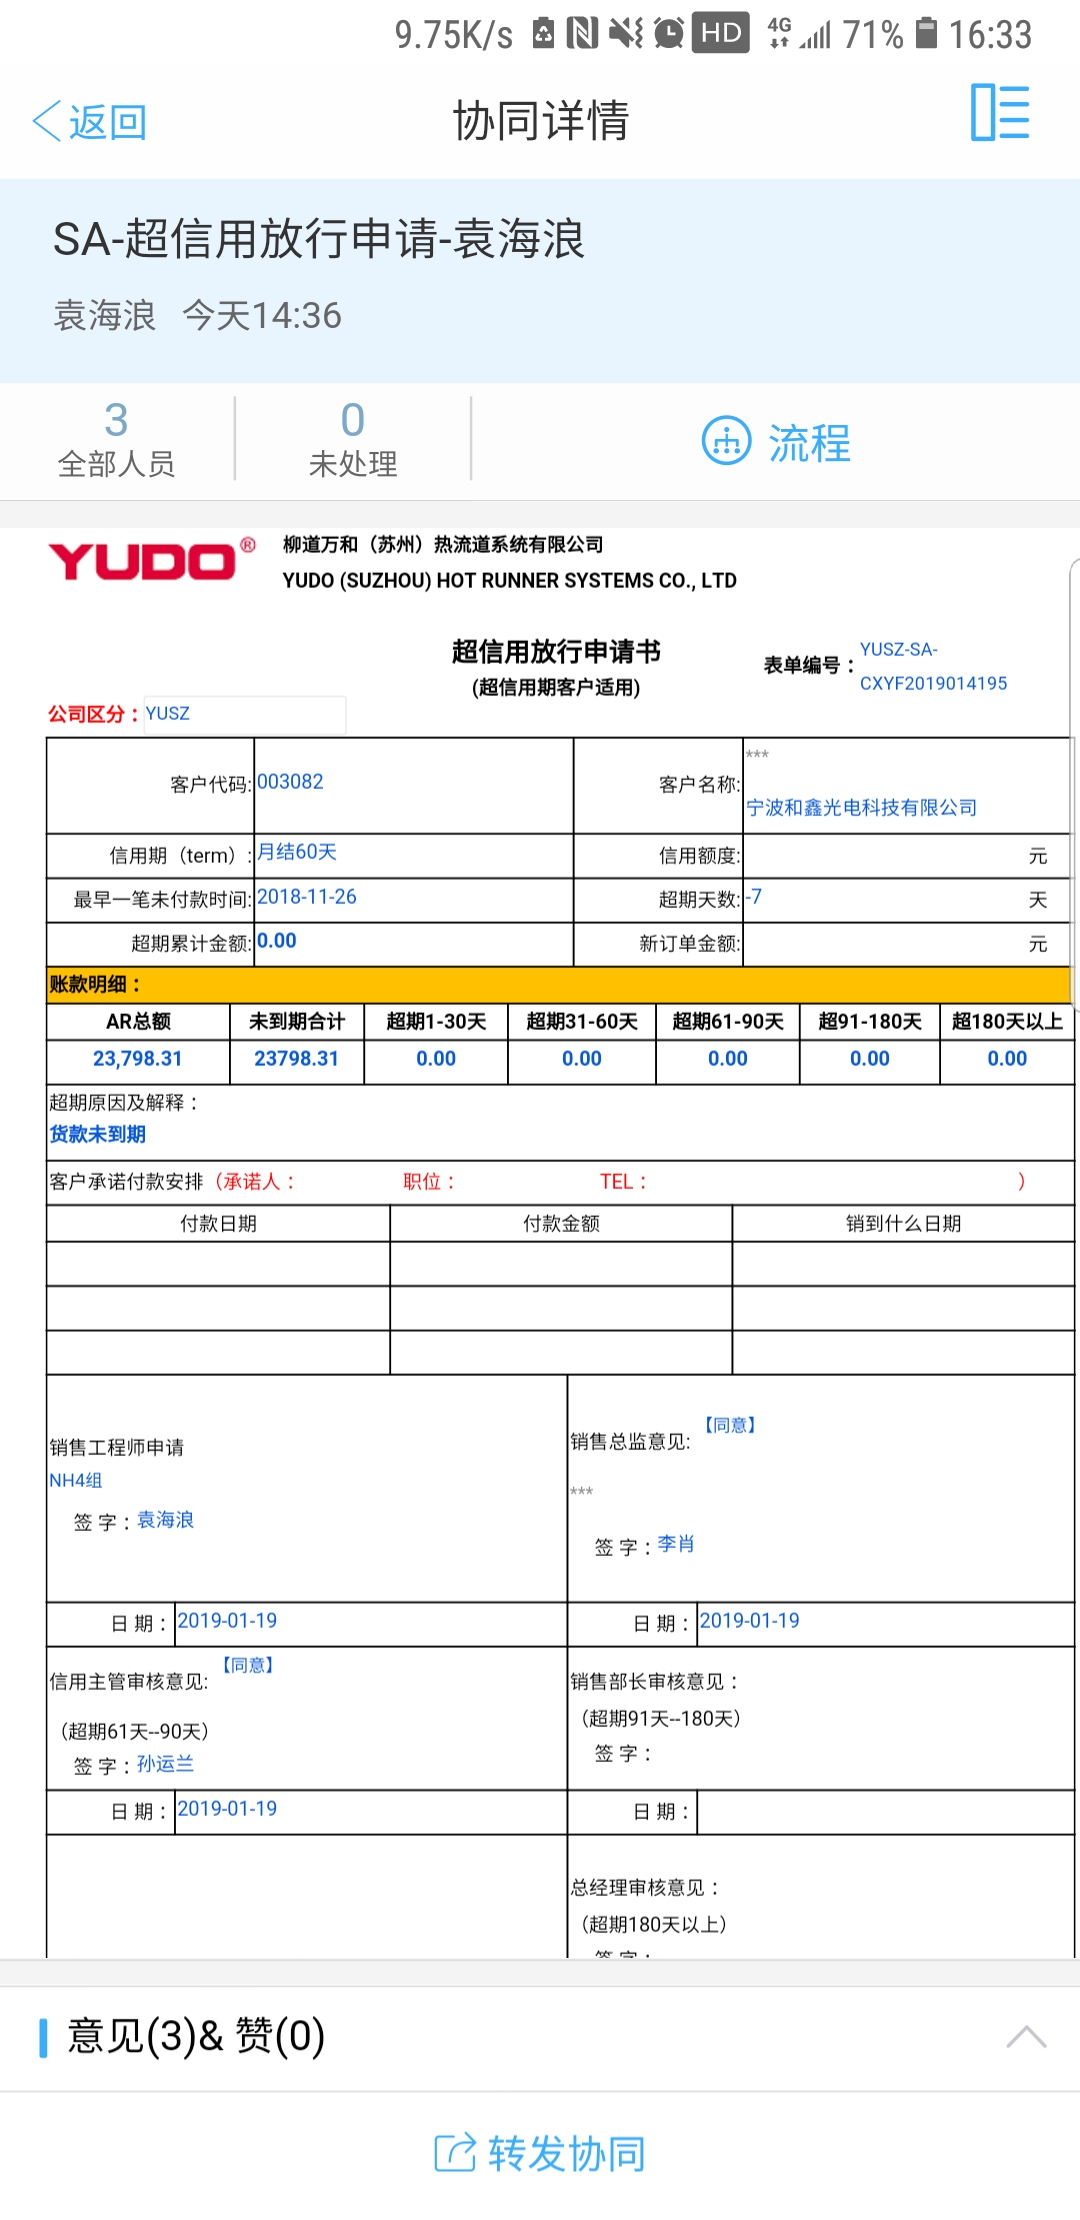 9.75K/s HD 4G 71% 16:33
返回 协同详情
SA-超信用放行申请-袁海浪
袁海浪 今天14:36
3 0
全部人员 未处理 流程
YUDO® 柳道万和（苏州）热流道系统有限公司
YUDO (SUZHOU) HOT RUNNER SYSTEMS CO., LTD
超信用放行申请书
(超信用期客户适用)
表单编号：YUSZ-SA-
CXYF2019014195
公司区分：YUSZ
客户代码: 003082 客户名称: ***
宁波和鑫光电科技有限公司
信用期（term）: 月结60天 信用额度: 元
最早一笔未付款时间: 2018-11-26 超期天数: -7 天
超期累计金额: 0.00 新订单金额: 元
账款明细：
AR总额 未到期合计 超期1-30天 超期31-60天 超期61-90天 超91-180天 超180天以上
23,798.31 23798.31 0.00 0.00 0.00 0.00 0.00
超期原因及解释：
货款未到期
客户承诺付款安排（承诺人： 职位： TEL： ）
付款日期 付款金额 销到什么日期
销售工程师申请
NH4组
签 字：袁海浪
销售总监意见: 【同意】
***
签 字：李肖
日 期：2019-01-19 日 期：2019-01-19
信用主管审核意见: 【同意】
（超期61天--90天）
签 字：孙运兰
销售部长审核意见：
（超期91天--180天）
签 字：
日 期：2019-01-19 日 期：
总经理审核意见：
（超期180天以上）
签 字：
意见(3)& 赞(0)
转发协同